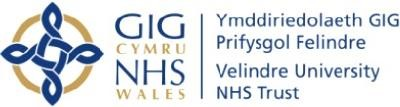 GIG
CYMRU
NHS
WALES
Ymddiriedolaeth GIG
Prifysgol Felindre
Velindre University
NHS Trust